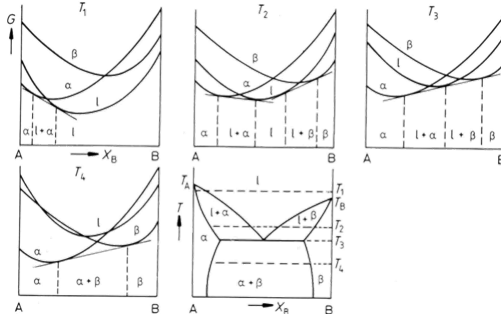 T₁ T₂ T₃
G
β β β
α α α
l l l
α l+α l α l+α l l+β β α l+α l+β β
A X_B B A B A B
T₄
l T_A l T₁
T T_B
l+α l+β T₂
α β α T₃
T₄
α α+β β α+β β
A B A X_B B